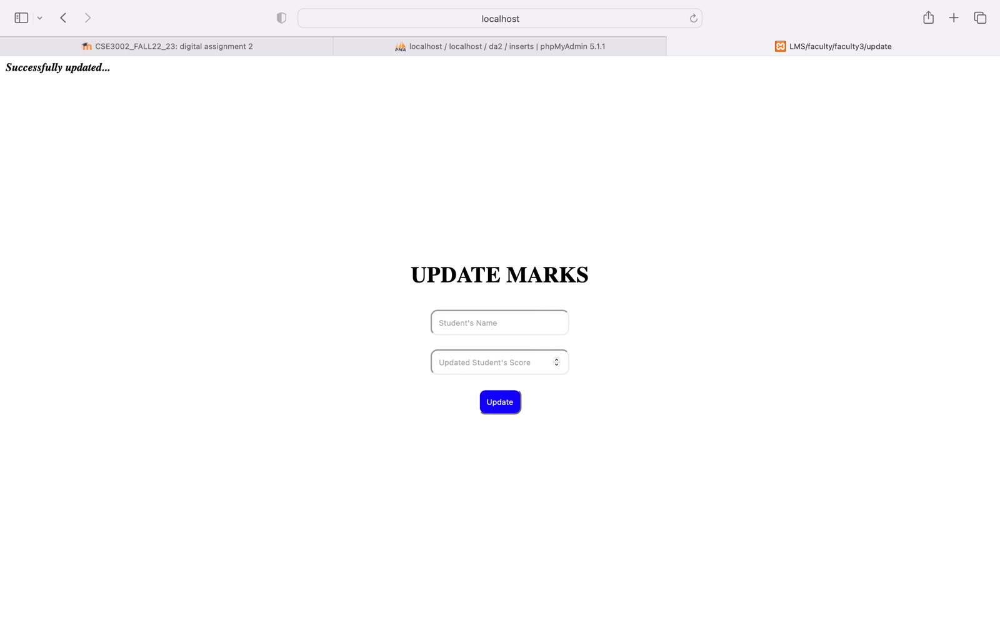 localhost
CSE3002_FALL22_23: digital assignment 2
PMA localhost / localhost / da2 / inserts | phpMyAdmin 5.1.1
LMS/faculty/faculty3/update
Successfully updated...
UPDATE MARKS
Student's Name
Updated Student's Score
Update